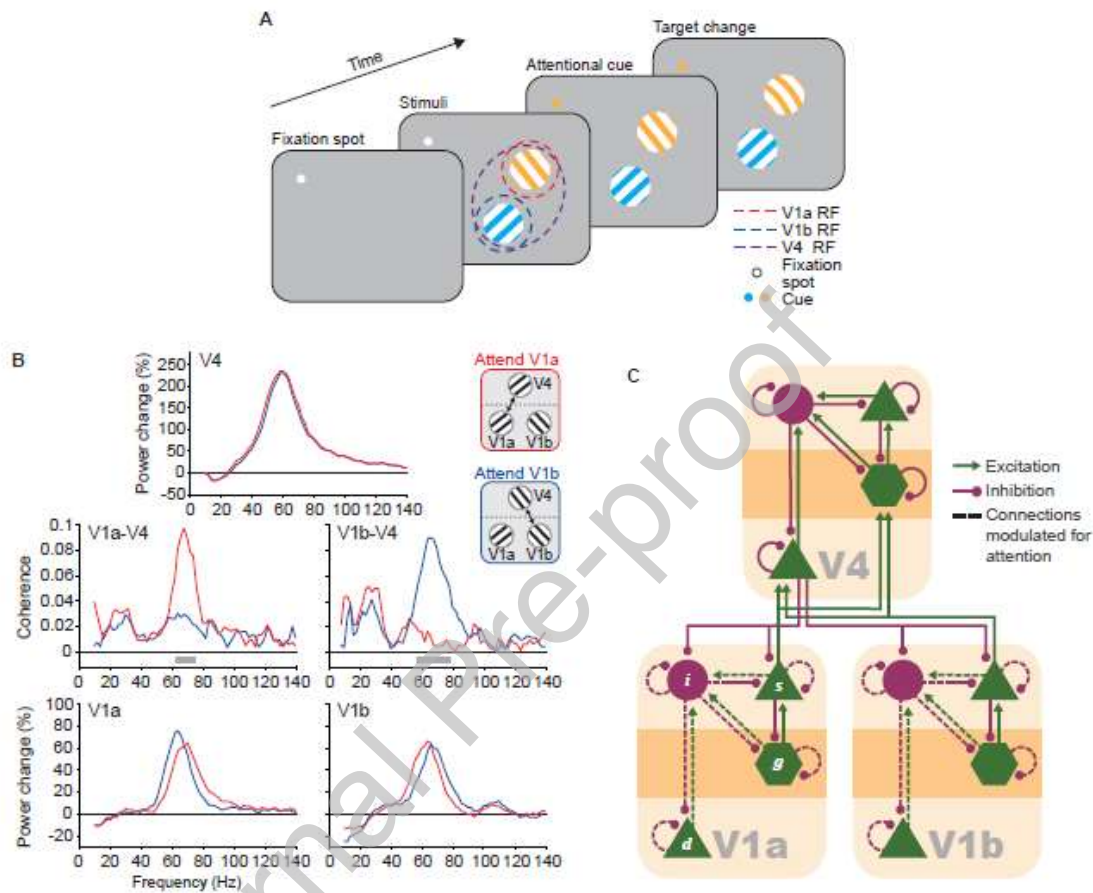 A
Time
Fixation spot
Stimuli
Attentional cue
Target change
V1a RF
V1b RF
V4 RF
Fixation
spot
Cue
B
V4
Power change (%)
250
200
150
100
50
0
-50
0 20 40 60 80 100 120 140
Attend V1a
V4
V1a V1b
Attend V1b
V4
V1a V1b
V1a-V4
V1b-V4
Coherence
0.1
0.08
0.06
0.04
0.02
0
0 20 40 60 80 100 120 140
0 20 40 60 80 100 120 140
V1a
V1b
Power change (%)
100
80
60
40
20
0
-20
0 20 40 60 80 100 120 140
0 20 40 60 80 100 120 140
Frequency (Hz)
C
Excitation
Inhibition
Connections
modulated for
attention
V4
i
s
g
d
V1a
V1b
rnal Pre-proof